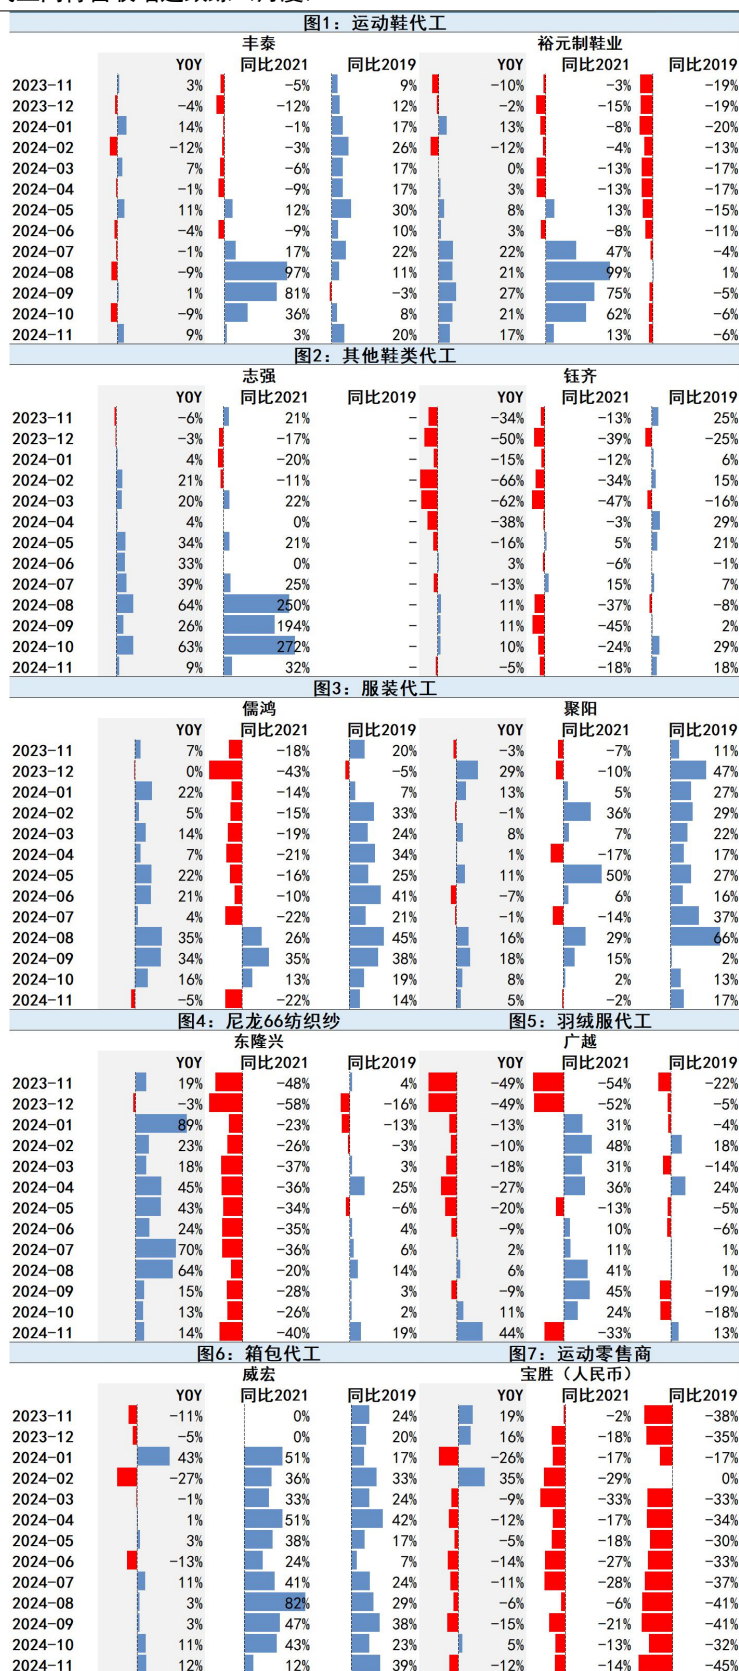 图1：运动鞋代工
丰泰 裕元制鞋业
YOY 同比2021 同比2019 YOY 同比2021 同比2019
2023-11 3% -5% 9% -10% -3% -19%
2023-12 -4% -12% 12% -2% -15% -19%
2024-01 14% -1% 17% 13% -8% -20%
2024-02 -12% -3% 26% -12% -4% -13%
2024-03 7% -6% 17% 0% -13% -17%
2024-04 -1% -9% 17% 3% -13% -17%
2024-05 11% 12% 30% 8% 13% -15%
2024-06 -4% -9% 10% 3% -8% -11%
2024-07 -1% 17% 22% 22% 47% -4%
2024-08 -9% 97% 11% 21% 99% 1%
2024-09 1% 81% -3% 27% 75% -5%
2024-10 -9% 36% 8% 21% 62% -6%
2024-11 9% 3% 20% 17% 13% -6%
图2：其他鞋类代工
志强 钰齐
YOY 同比2021 同比2019 YOY 同比2021 同比2019
2023-11 -6% 21% - -34% -13% 25%
2023-12 -3% -17% - -50% -39% -25%
2024-01 4% -20% - -15% -12% 6%
2024-02 21% -11% - -66% -34% 15%
2024-03 20% 22% - -62% -47% -16%
2024-04 4% 0% - -38% -3% 29%
2024-05 34% 21% - -16% 5% 21%
2024-06 33% 0% - 3% -6% -1%
2024-07 39% 25% - -13% 15% 7%
2024-08 64% 250% - 11% -37% -8%
2024-09 26% 194% - 11% -45% 2%
2024-10 63% 272% - 10% -24% 29%
2024-11 9% 32% - -5% -18% 18%
图3：服装代工
儒鸿 聚阳
YOY 同比2021 同比2019 YOY 同比2021 同比2019
2023-11 7% -18% 20% -3% -7% 11%
2023-12 0% -43% -5% 29% -10% 47%
2024-01 22% -14% 7% 13% 5% 27%
2024-02 5% -15% 33% -1% 36% 29%
2024-03 14% -19% 24% 8% 7% 22%
2024-04 7% -21% 34% 1% -17% 17%
2024-05 22% -16% 25% 11% 50% 27%
2024-06 21% -10% 41% -7% 6% 16%
2024-07 4% -22% 21% -1% -14% 37%
2024-08 35% 26% 45% 16% 29% 66%
2024-09 34% 35% 38% 18% 15% 2%
2024-10 16% 13% 19% 8% 2% 13%
2024-11 -5% -22% 14% 5% -2% 17%
图4：尼龙66纺织纱 图5：羽绒服代工
东隆兴 广越
YOY 同比2021 同比2019 YOY 同比2021 同比2019
2023-11 19% -48% 4% -49% -54% -22%
2023-12 -3% -58% -16% -49% -52% -5%
2024-01 89% -23% -13% -13% 31% -4%
2024-02 23% -26% -3% -10% 48% 18%
2024-03 18% -37% 3% -18% 31% -14%
2024-04 45% -36% 25% -27% 36% 24%
2024-05 43% -34% -6% -20% -13% -5%
2024-06 24% -35% 4% -9% 10% -6%
2024-07 70% -36% 6% 2% 11% 1%
2024-08 64% -20% 14% 6% 41% 1%
2024-09 15% -28% 3% -9% 45% -19%
2024-10 13% -26% 2% 11% 24% -18%
2024-11 14% -40% 19% 44% -33% 13%
图6：箱包代工 图7：运动零售商
威宏 宝胜（人民币）
YOY 同比2021 同比2019 YOY 同比2021 同比2019
2023-11 -11% 0% 24% 19% -2% -38%
2023-12 -5% 0% 20% 16% -18% -35%
2024-01 43% 51% 17% -26% -17% -17%
2024-02 -27% 36% 33% 35% -29% 0%
2024-03 -1% 33% 24% -9% -33% -33%
2024-04 1% 51% 42% -12% -17% -34%
2024-05 3% 38% 17% -5% -18% -30%
2024-06 -13% 24% 7% -14% -27% -33%
2024-07 11% 41% 24% -11% -28% -37%
2024-08 3% 82% 29% -6% -6% -41%
2024-09 3% 47% 38% -15% -21% -41%
2024-10 11% 43% 23% 5% -13% -32%
2024-11 12% 12% 39% -12% -14% -45%